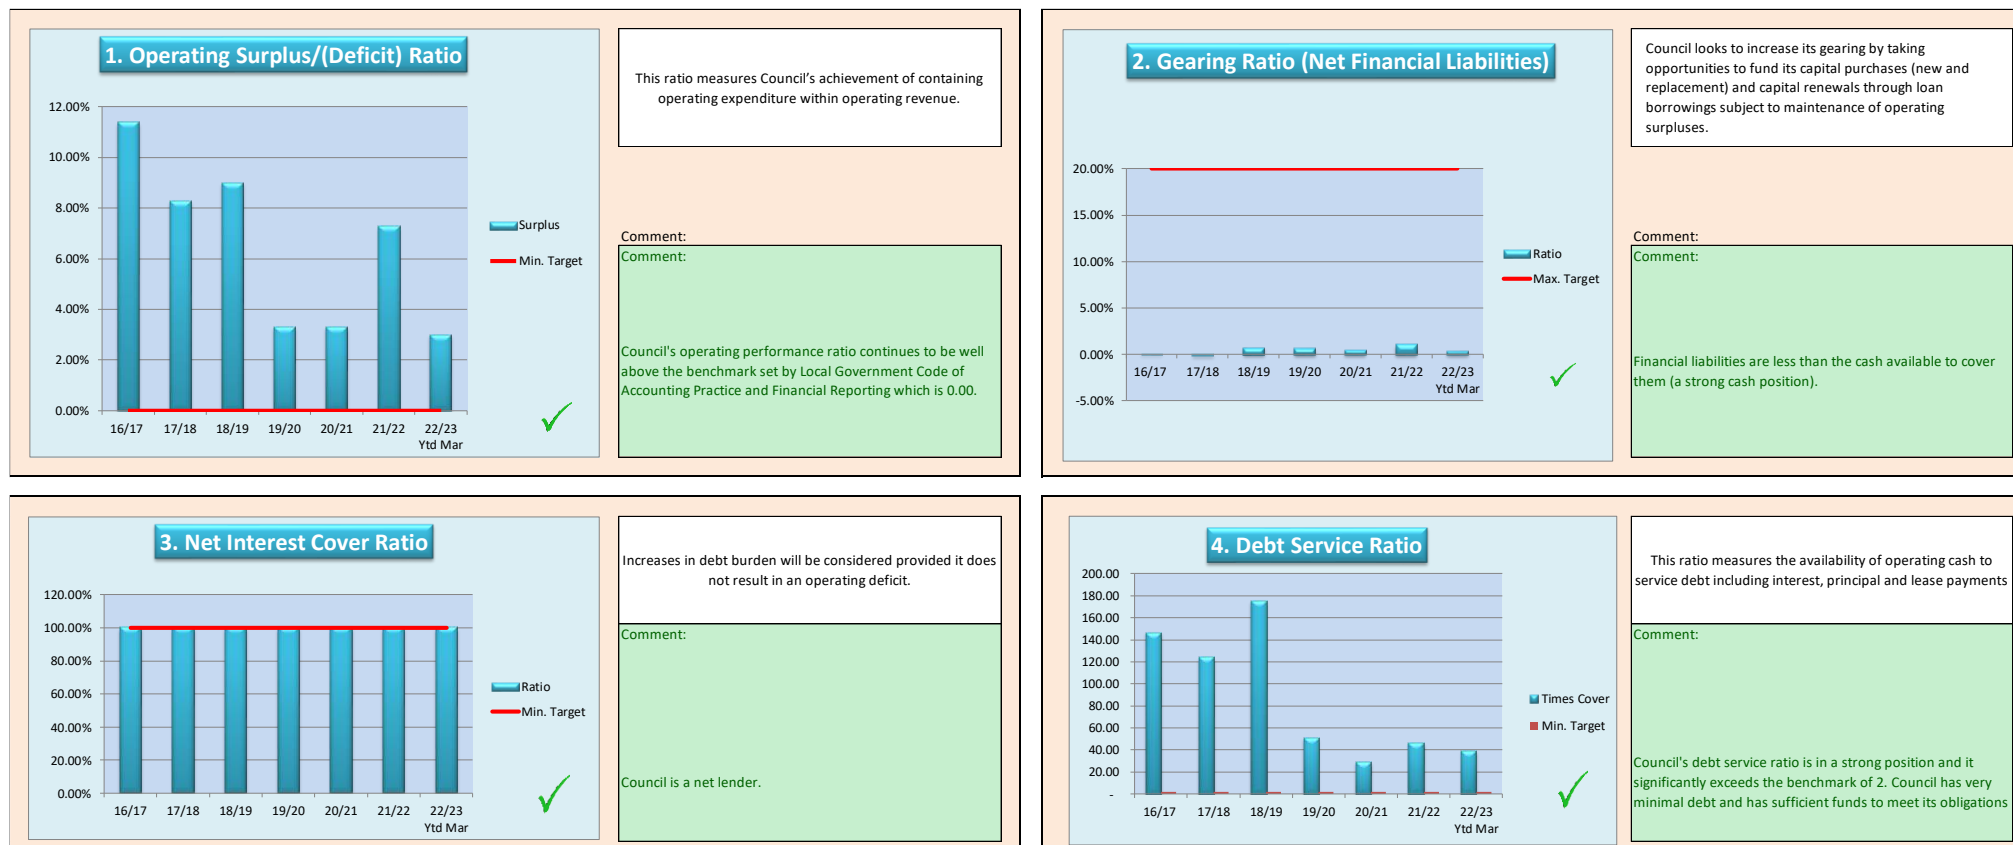 1. Operating Surplus/(Deficit) Ratio
12.00%
10.00%
8.00%
6.00%
4.00%
2.00%
0.00%
16/17
17/18
18/19
19/20
20/21
21/22
22/23
Ytd Mar
Surplus
Min. Target
This ratio measures Council's achievement of containing
operating expenditure within operating revenue.
Comment:
Comment:
Council's operating performance ratio continues to be well
above the benchmark set by Local Government Code of
Accounting Practice and Financial Reporting which is 0.00.
2. Gearing Ratio (Net Financial Liabilities)
20.00%
15.00%
10.00%
5.00%
0.00%
-5.00%
16/17
17/18
18/19
19/20
20/21
21/22
22/23
Ytd Mar
Ratio
Max. Target
Council looks to increase its gearing by taking
opportunities to fund its capital purchases (new and
replacement) and capital renewals through loan
borrowings subject to maintenance of operating
surpluses.
Comment:
Comment:
Financial liabilities are less than the cash available to cover
them (a strong cash position).
3. Net Interest Cover Ratio
120.00%
100.00%
80.00%
60.00%
40.00%
20.00%
0.00%
16/17
17/18
18/19
19/20
20/21
21/22
22/23
Ytd Mar
Ratio
Min. Target
Increases in debt burden will be considered provided it does
not result in an operating deficit.
Comment:
Council is a net lender.
4. Debt Service Ratio
200.00
180.00
160.00
140.00
120.00
100.00
80.00
60.00
40.00
20.00
-
16/17
17/18
18/19
19/20
20/21
21/22
22/23
Ytd Mar
Times Cover
Min. Target
This ratio measures the availability of operating cash to
service debt including interest, principal and lease payments
Comment:
Council's debt service ratio is in a strong position and it
significantly exceeds the benchmark of 2. Council has very
minimal debt and has sufficient funds to meet its obligations